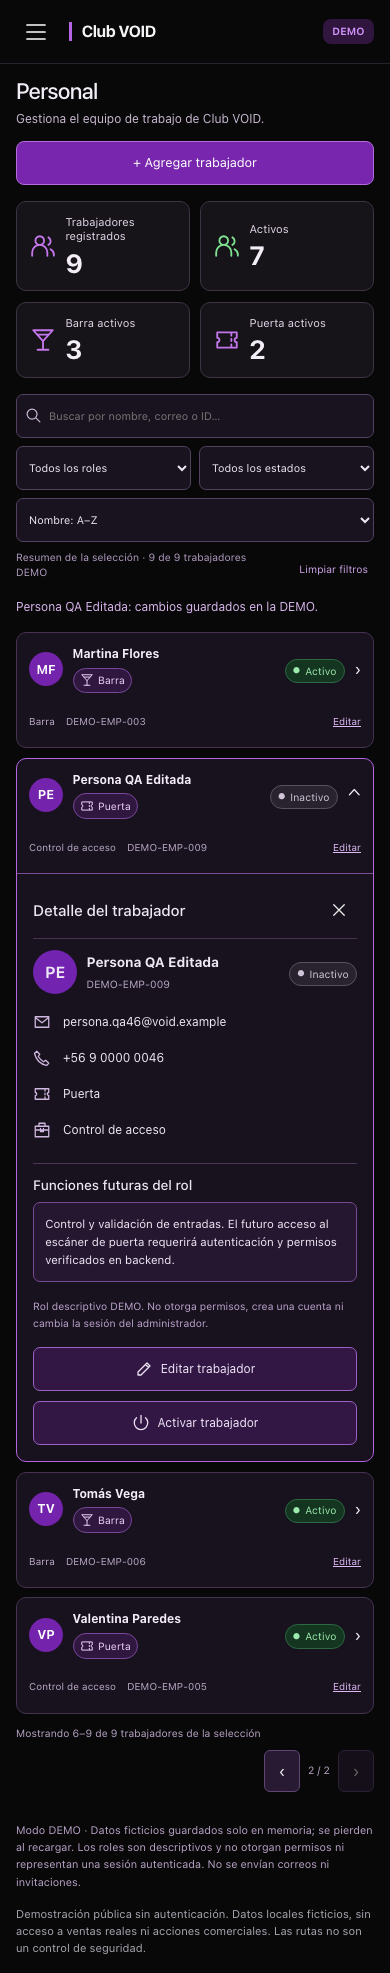 Club VOID
DEMO
Personal
Gestiona el equipo de trabajo de Club VOID.
+ Agregar trabajador
Trabajadores
registrados
9
Activos
7
Barra activos
3
Puerta activos
2
Buscar por nombre, correo o ID...
Todos los roles
Todos los estados
Nombre: A–Z
Resumen de la selección · 9 de 9 trabajadores
DEMO
Limpiar filtros
Persona QA Editada: cambios guardados en la DEMO.
MF
Martina Flores
Barra
Activo
›
Barra DEMO-EMP-003
Editar
PE
Persona QA Editada
Puerta
Inactivo
Control de acceso DEMO-EMP-009
Editar
Detalle del trabajador
PE
Persona QA Editada
DEMO-EMP-009
Inactivo
persona.qa46@void.example
+56 9 0000 0046
Puerta
Control de acceso
Funciones futuras del rol
Control y validación de entradas. El futuro acceso al
escáner de puerta requerirá autenticación y permisos
verificados en backend.
Rol descriptivo DEMO. No otorga permisos, crea una cuenta ni
cambia la sesión del administrador.
Editar trabajador
Activar trabajador
TV
Tomás Vega
Barra
Activo
›
Barra DEMO-EMP-006
Editar
VP
Valentina Paredes
Puerta
Activo
›
Control de acceso DEMO-EMP-005
Editar
Mostrando 6–9 de 9 trabajadores de la selección
‹ 2 / 2 ›
Modo DEMO · Datos ficticios guardados solo en memoria; se pierden
al recargar. Los roles son descriptivos y no otorgan permisos ni
representan una sesión autenticada. No se envían correos ni
invitaciones.
Demostración pública sin autenticación. Datos locales ficticios, sin
acceso a ventas reales ni acciones comerciales. Las rutas no son
un control de seguridad.